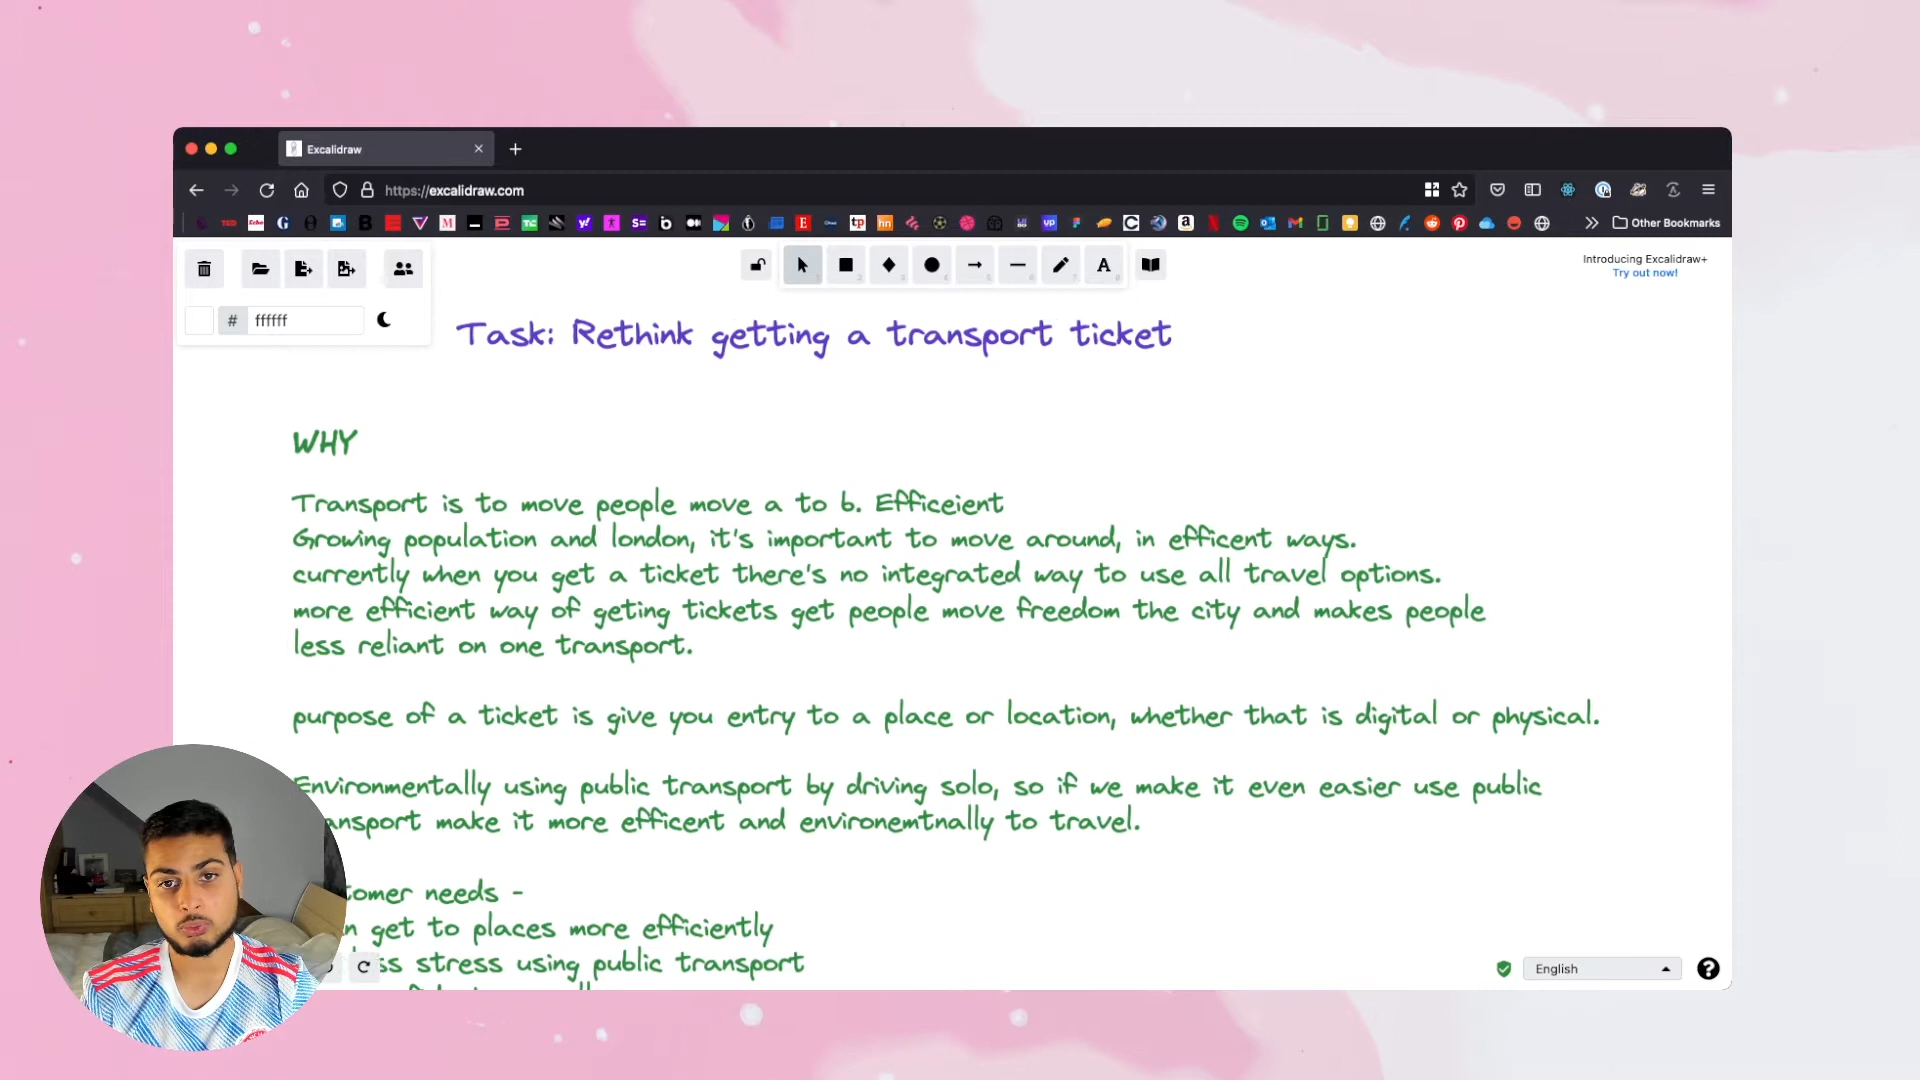 Excalidraw
https://excalidraw.com
Other Bookmarks
Introducing Excalidraw+
Try out now!
# ffffff
Task: Rethink getting a transport ticket
WHY
Transport is to move people move a to b. Efficeient
Growing population and london, it's important to move around, in efficent ways.
currently when you get a ticket there's no integrated way to use all travel options.
more efficient way of geting tickets get people move freedom the city and makes people
less reliant on one transport.
purpose of a ticket is give you entry to a place or location, whether that is digital or physical.
Environmentally using public transport by driving solo, so if we make it even easier use public
ansport make it more efficent and environemtnally to travel.
tomer needs -
n get to places more efficiently
ss stress using public transport
English